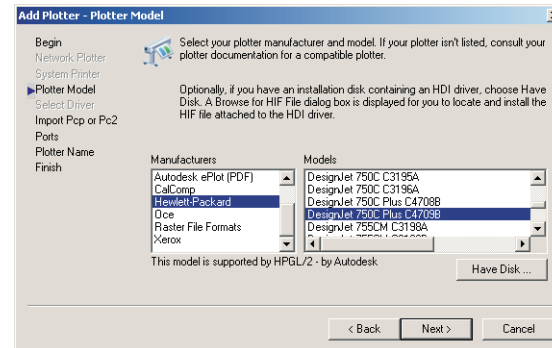 Add Plotter - Plotter Model
Begin
Network Plotter
System Printer
Plotter Model
Select Driver
Import Pcp or Pc2
Ports
Plotter Name
Finish
Select your plotter manufacturer and model. If your plotter isn't listed, consult your
plotter documentation for a compatible plotter.
Optionally, if you have an installation disk containing an HDI driver, choose Have
Disk. A Browse for HIF File dialog box is displayed for you to locate and install the
HIF file attached to the HDI driver.
Manufacturers
Autodesk ePlot (PDF)
CalComp
Hewlett-Packard
Oce
Raster File Formats
Xerox
Models
DesignJet 750C C3195A
DesignJet 750C C3196A
DesignJet 750C Plus C4708B
DesignJet 750C Plus C4709B
DesignJet 755CM C3198A
This model is supported by HPGL/2 - by Autodesk
Have Disk ...
< Back
Next >
Cancel